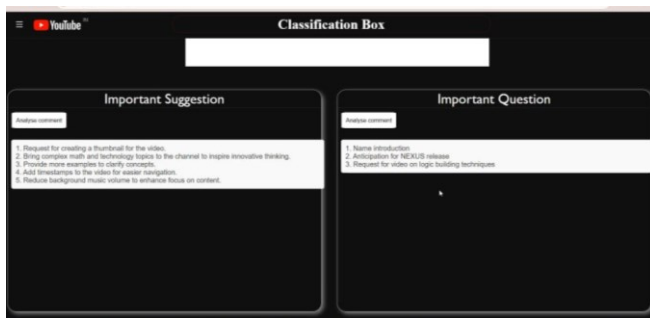 YouTube IN
Classification Box
Important Suggestion
Analyse comment
1. Request for creating a thumbnail for the video.
2. Bring complex math and technology topics to the channel to inspire innovative thinking.
3. Provide more examples to clarify concepts.
4. Add timestamps to the video for easier navigation.
5. Reduce background music volume to enhance focus on content.
Important Question
Analyse comment
1. Name introduction
2. Anticipation for NEXUS release
3. Request for video on logic building techniques